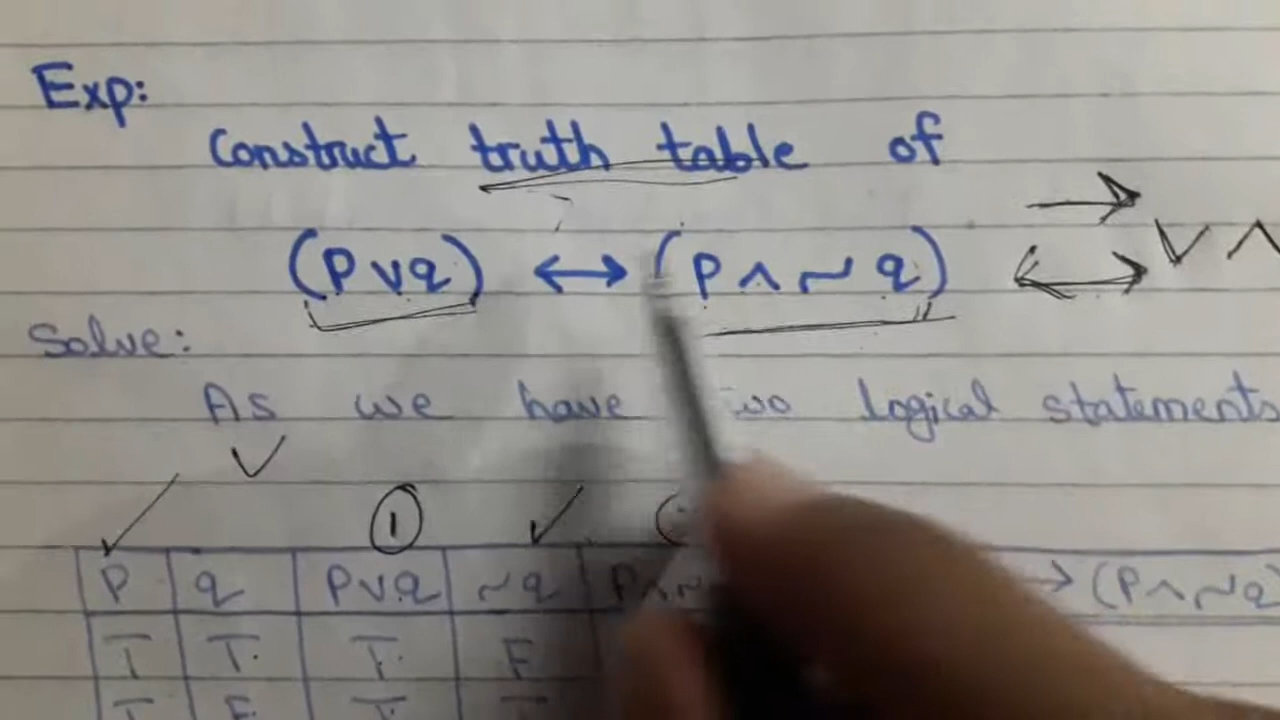 Exp:
Construct truth table of
(P ∨ q) ↔ (P ∧ ~ q) → ↔ ∨ ∧
Solve:
As we have logical statements
①
P q P∨q ~q → (P∧~q)
T T T F
T F T T